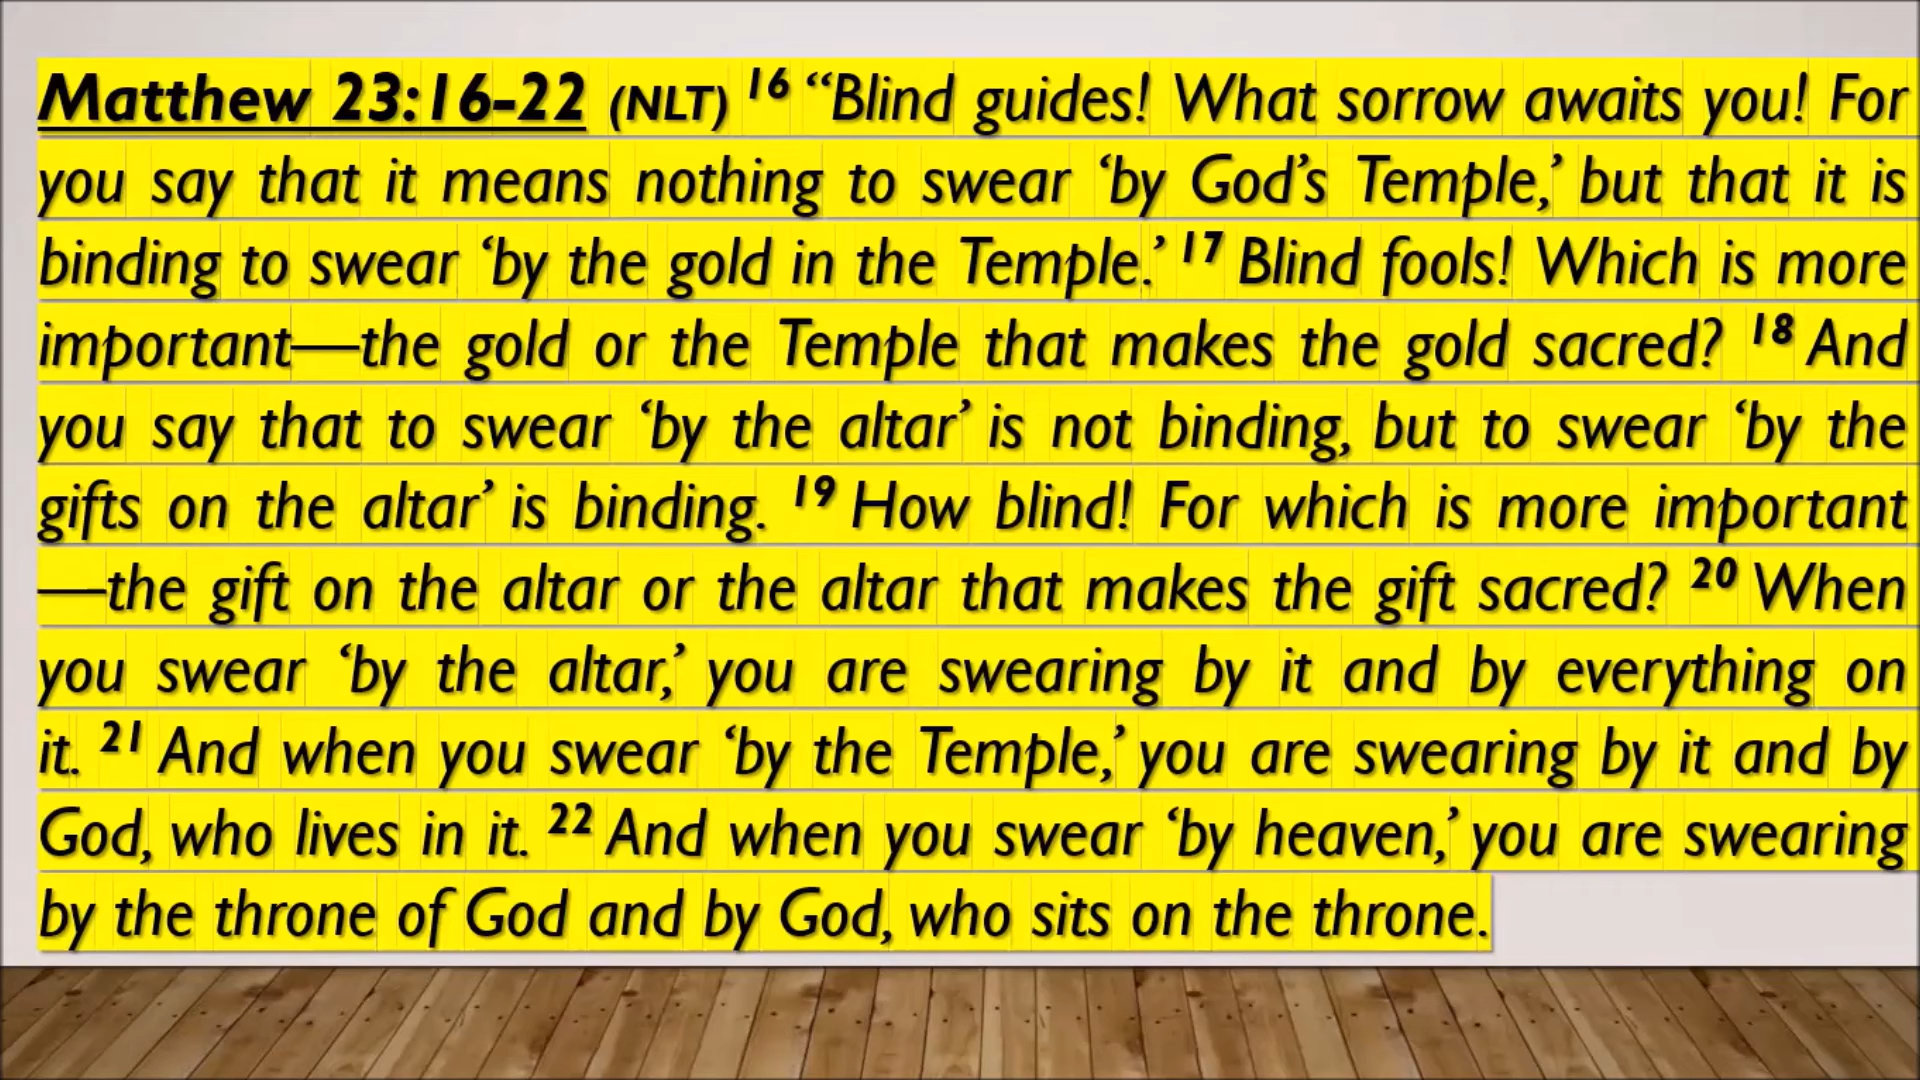 Matthew 23:16-22 (NLT) 16 “Blind guides! What sorrow awaits you! For
you say that it means nothing to swear ‘by God’s Temple,’ but that it is
binding to swear ‘by the gold in the Temple.’ 17 Blind fools! Which is more
important—the gold or the Temple that makes the gold sacred? 18 And
you say that to swear ‘by the altar’ is not binding, but to swear ‘by the
gifts on the altar’ is binding. 19 How blind! For which is more important
—the gift on the altar or the altar that makes the gift sacred? 20 When
you swear ‘by the altar,’ you are swearing by it and by everything on
it. 21 And when you swear ‘by the Temple,’ you are swearing by it and by
God, who lives in it. 22 And when you swear ‘by heaven,’ you are swearing
by the throne of God and by God, who sits on the throne.